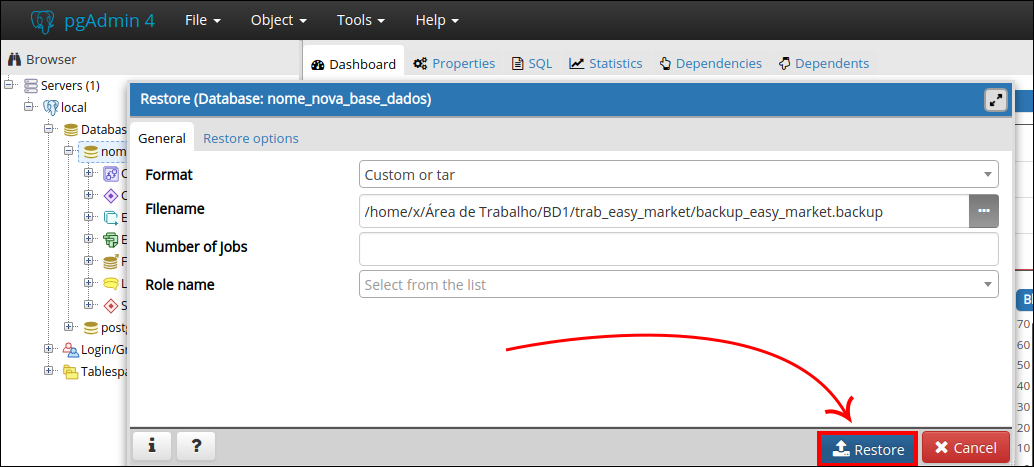 pgAdmin 4 File Object Tools Help
Browser
Dashboard Properties SQL Statistics Dependencies Dependents
Servers (1)
local
Databas
nom
C
C
E
E
F
L
S
postg
Login/Gr
Tablespa
Restore (Database: nome_nova_base_dados)
General Restore options
Format Custom or tar
Filename /home/x/Área de Trabalho/BD1/trab_easy_market/backup_easy_market.backup ...
Number of jobs
Role name Select from the list
i ? Restore Cancel
Bl
70
60
50
40
30
20
10